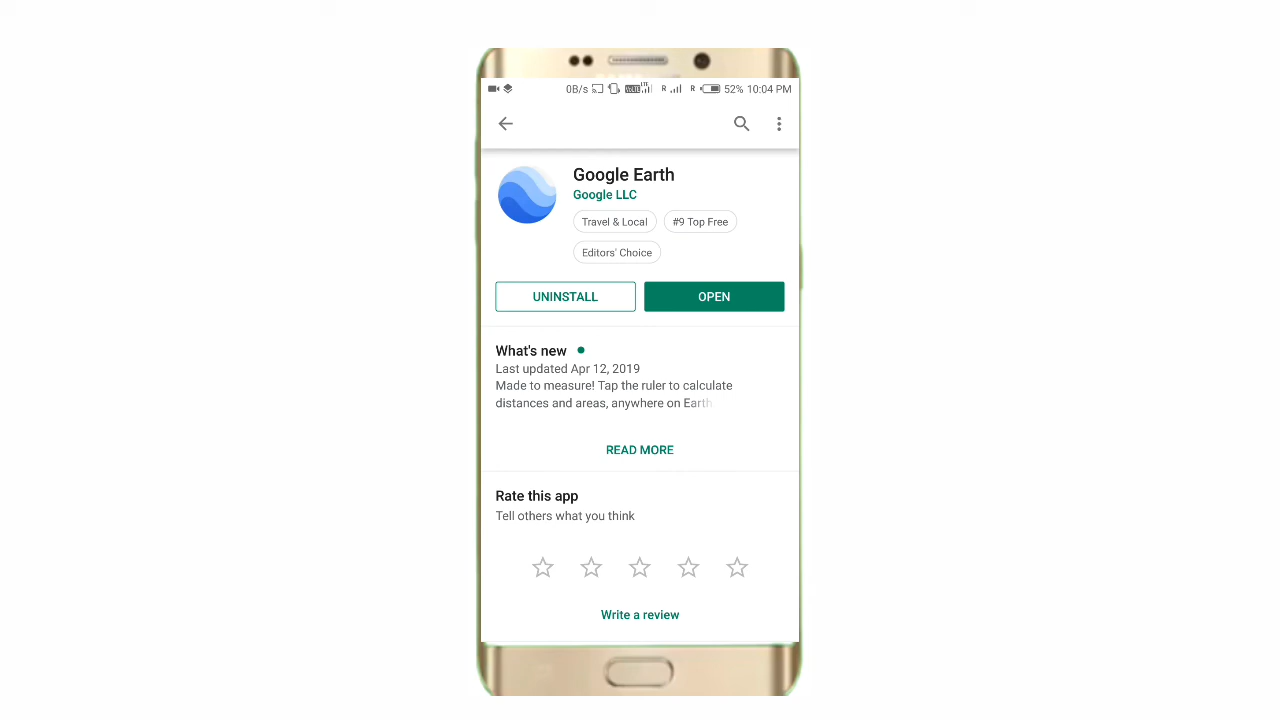 0B/s VoLTE LTE R R 52% 10:04 PM
Google Earth
Google LLC
Travel & Local #9 Top Free
Editors' Choice
UNINSTALL OPEN
What's new
Last updated Apr 12, 2019
Made to measure! Tap the ruler to calculate
distances and areas, anywhere on Earth
READ MORE
Rate this app
Tell others what you think
Write a review